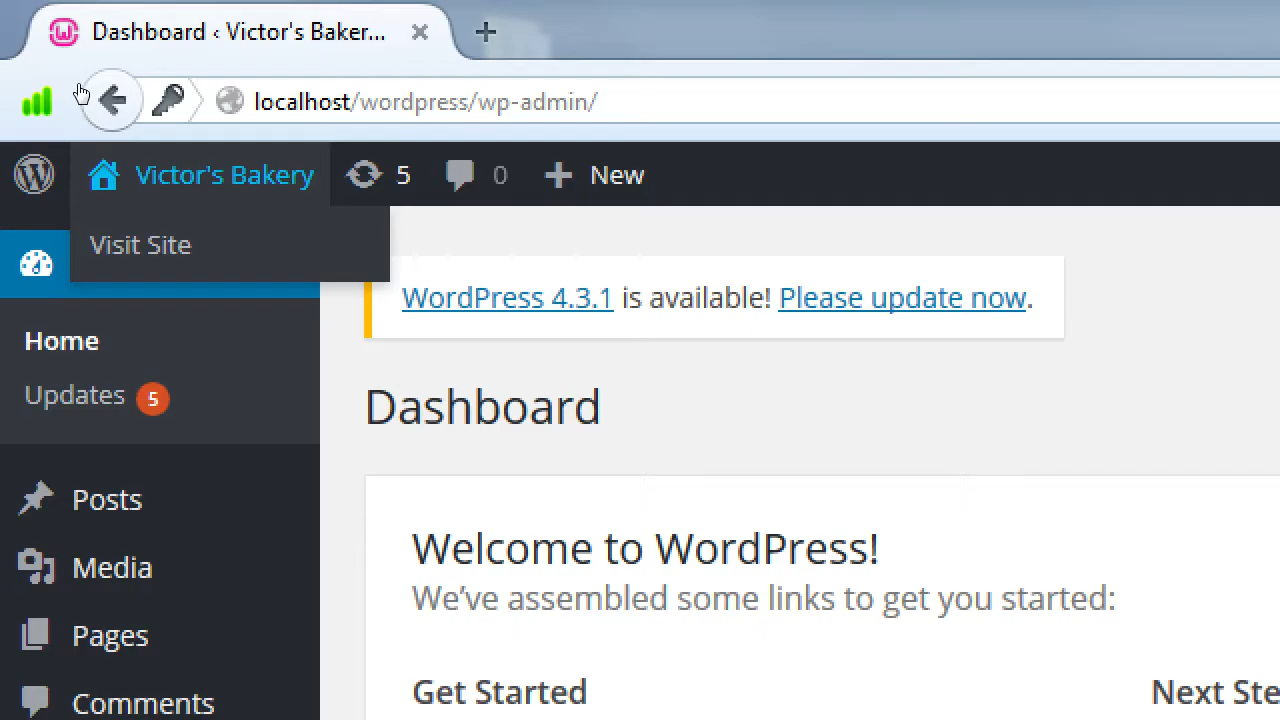 Dashboard ‹ Victor's Baker...
localhost/wordpress/wp-admin/
Victor's Bakery 5 0 New
Visit Site
WordPress 4.3.1 is available! Please update now.
Home
Updates 5
Dashboard
Posts
Welcome to WordPress!
Media
We’ve assembled some links to get you started:
Pages
Get Started Next Ste
Comments